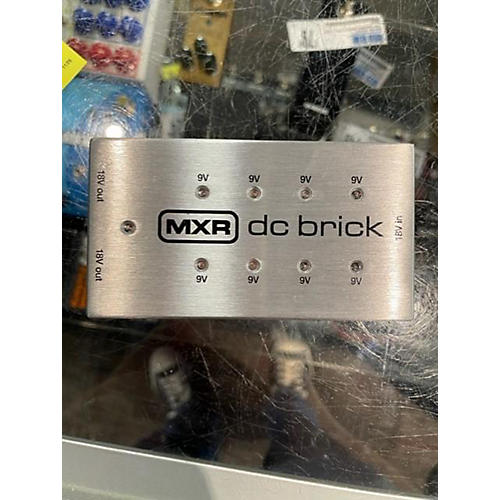 9V 9V 9V 9V
18V out
MXR dc brick
18V in
18V out
9V 9V 9V 9V